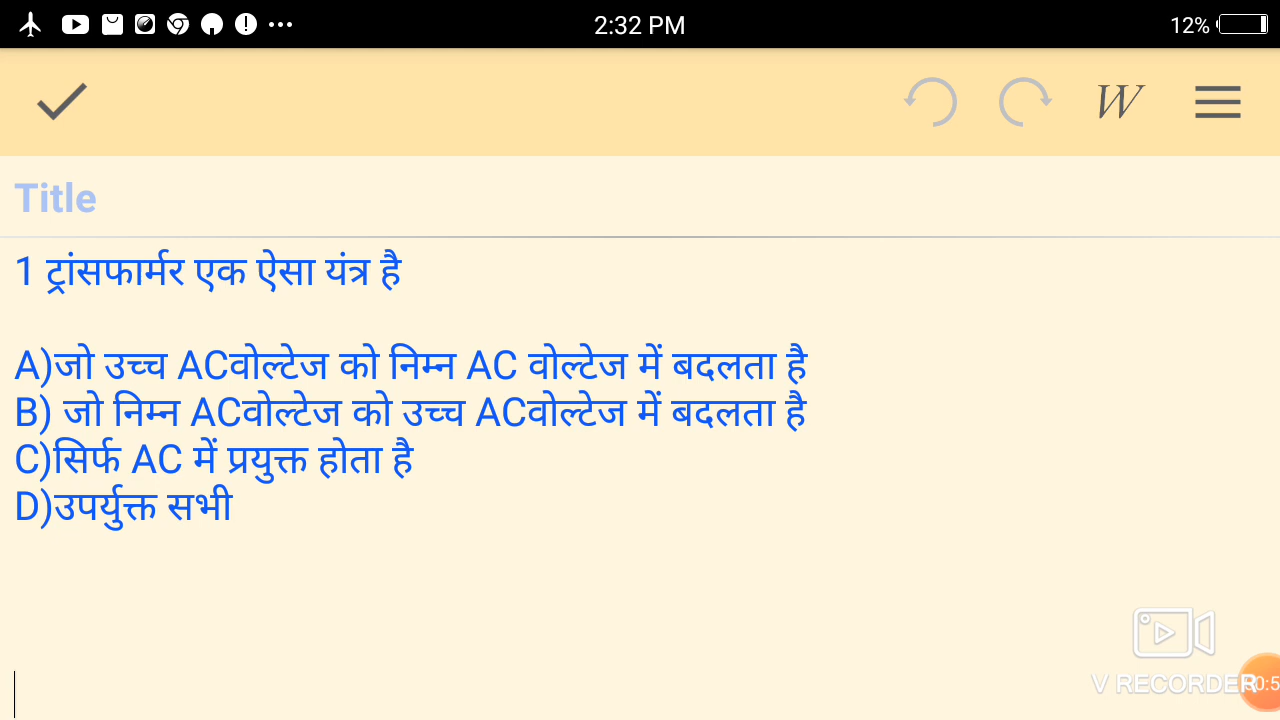 2:32 PM
12%
W
Title
1 ट्रांसफार्मर एक ऐसा यंत्र है
A)जो उच्च ACवोल्टेज को निम्न AC वोल्टेज में बदलता है
B) जो निम्न ACवोल्टेज को उच्च ACवोल्टेज में बदलता है
C)सिर्फ AC में प्रयुक्त होता है
D)उपर्युक्त सभी
V RECORDER